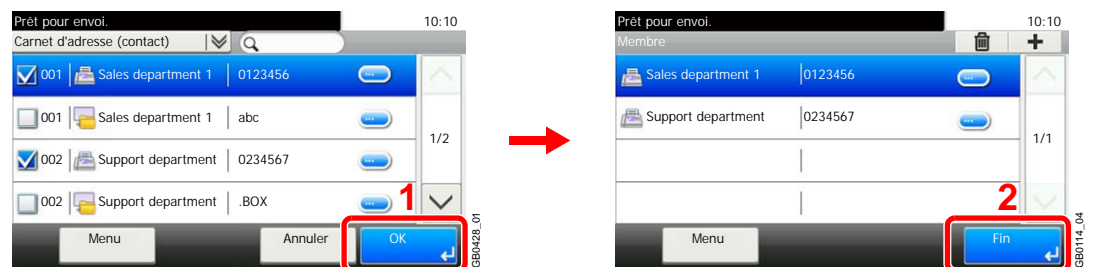 Prêt pour envoi. 10:10
Carnet d'adresse (contact)
001 Sales department 1 0123456 ...
001 Sales department 1 abc ...
1/2
002 Support department 0234567 ...
002 Support department .BOX ...
1
Menu Annuler OK
GB0428_01
Prêt pour envoi. 10:10
Membre
Sales department 1 0123456 ...
Support department 0234567 ...
1/1
2
Menu Fin
GB0114_04